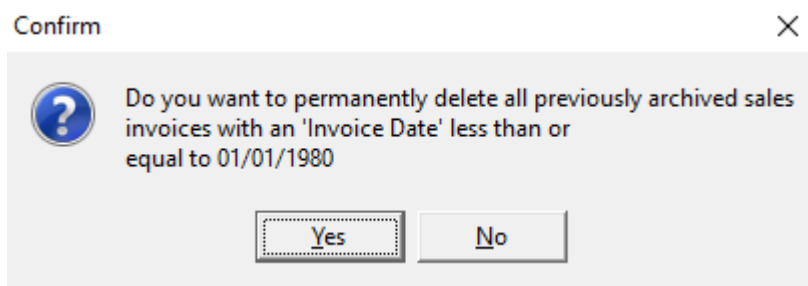 Confirm
Do you want to permanently delete all previously archived sales
invoices with an 'Invoice Date' less than or
equal to 01/01/1980
Yes
No